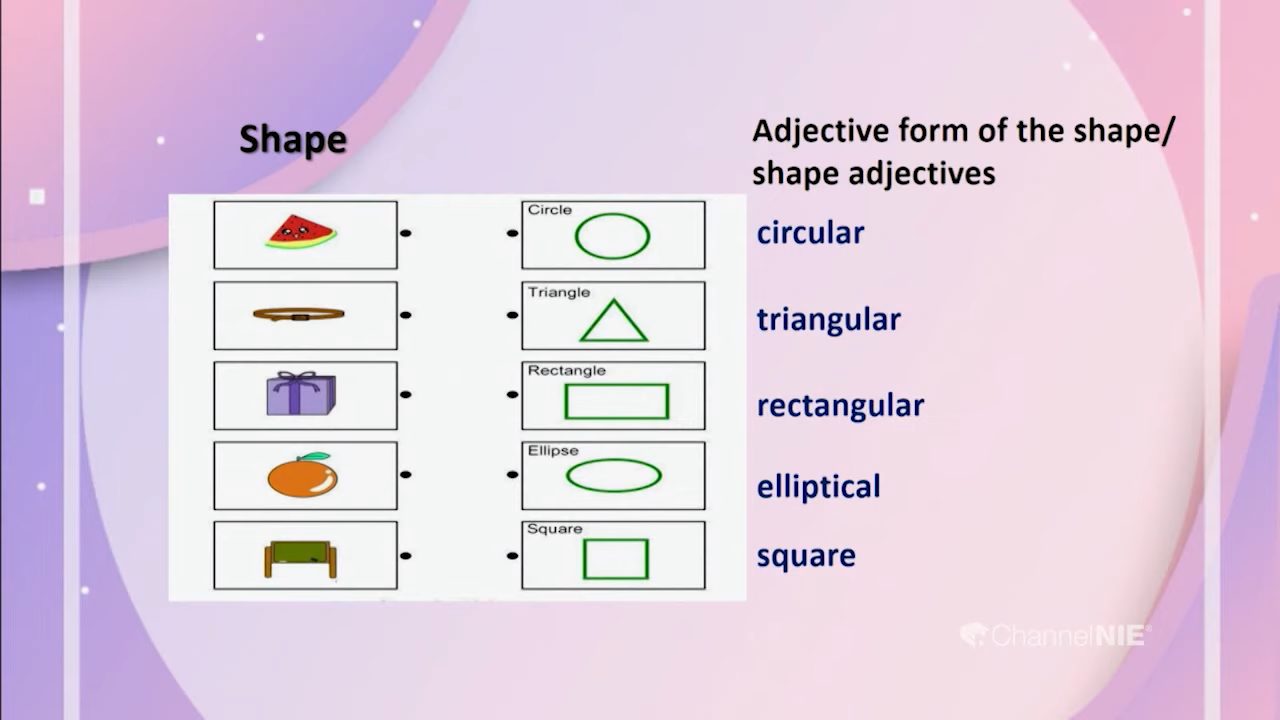 Shape
Adjective form of the shape/
shape adjectives
Circle
circular
Triangle
triangular
Rectangle
rectangular
Ellipse
elliptical
Square
square
ChannelNIE